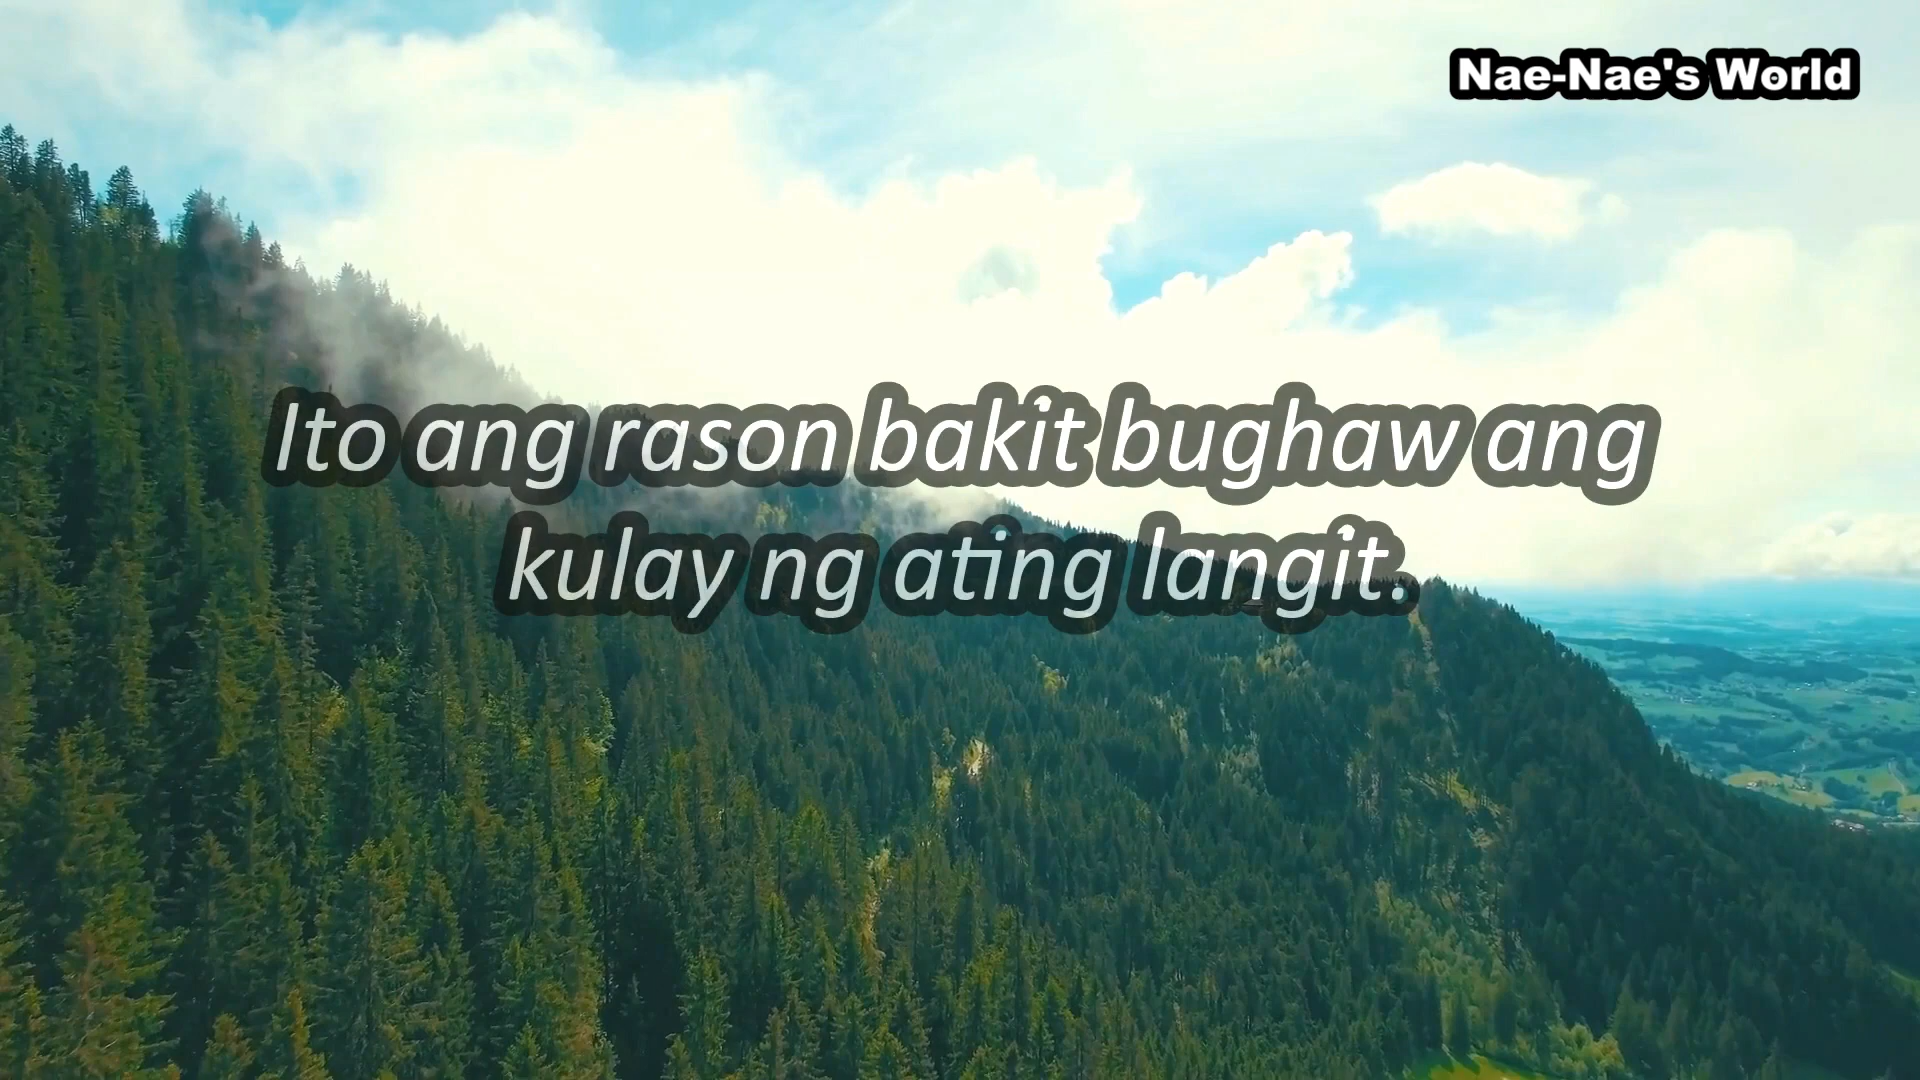 Nae-Nae's World
Ito ang rason bakit bughaw ang
kulay ng ating langit.